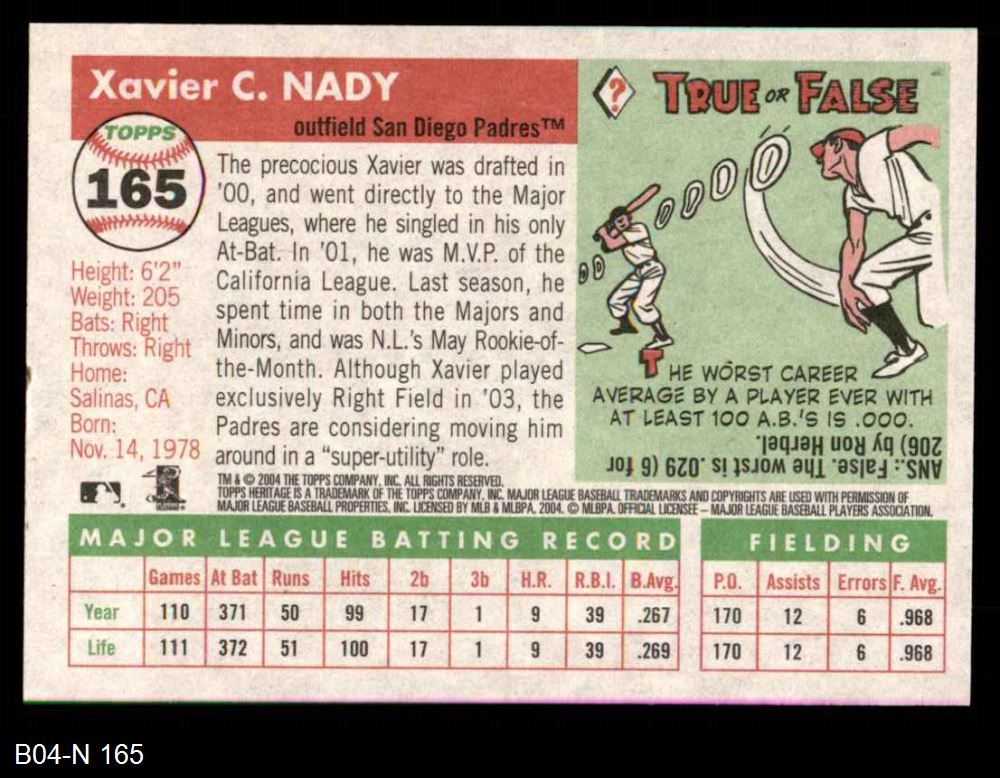 Xavier C. NADY
outfield San Diego Padres™
TOPPS
165
Height: 6'2"
Weight: 205
Bats: Right
Throws: Right
Home:
Salinas, CA
Born:
Nov. 14, 1978
The precocious Xavier was drafted in
'00, and went directly to the Major
Leagues, where he singled in his only
At-Bat. In '01, he was M.V.P. of the
California League. Last season, he
spent time in both the Majors and
Minors, and was N.L.'s May Rookie-of-
the-Month. Although Xavier played
exclusively Right Field in '03, the
Padres are considering moving him
around in a “super-utility” role.
?
TRUE OR FALSE
THE WORST CAREER
AVERAGE BY A PLAYER EVER WITH
AT LEAST 100 A.B.'S IS .000.
ANS.: False. The worst is .029 (6 for
206) by Ron Herbel.
TM & © 2004 THE TOPPS COMPANY, INC. ALL RIGHTS RESERVED.
TOPPS HERITAGE IS A TRADEMARK OF THE TOPPS COMPANY, INC. MAJOR LEAGUE BASEBALL TRADEMARKS AND COPYRIGHTS ARE USED WITH PERMISSION OF
MAJOR LEAGUE BASEBALL PROPERTIES, INC. LICENSED BY MLB & MLBPA, 2004. © MLBPA. OFFICIAL LICENSEE – MAJOR LEAGUE BASEBALL PLAYERS ASSOCIATION.
MAJOR LEAGUE BATTING RECORD
Games At Bat Runs Hits 2b 3b H.R. R.B.I. B.Avg.
Year 110 371 50 99 17 1 9 39 .267
Life 111 372 51 100 17 1 9 39 .269
FIELDING
P.O. Assists Errors F. Avg.
170 12 6 .968
170 12 6 .968
B04-N 165